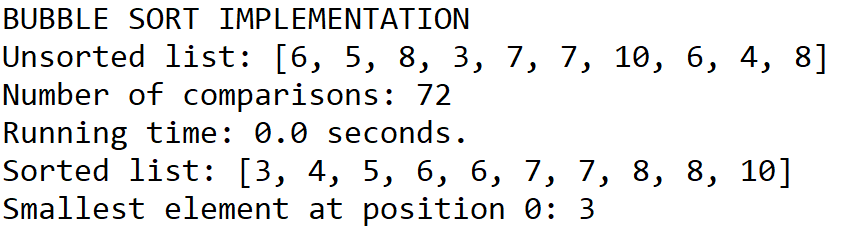 BUBBLE SORT IMPLEMENTATION
Unsorted list: [6, 5, 8, 3, 7, 7, 10, 6, 4, 8]
Number of comparisons: 72
Running time: 0.0 seconds.
Sorted list: [3, 4, 5, 6, 6, 7, 7, 8, 8, 10]
Smallest element at position 0: 3